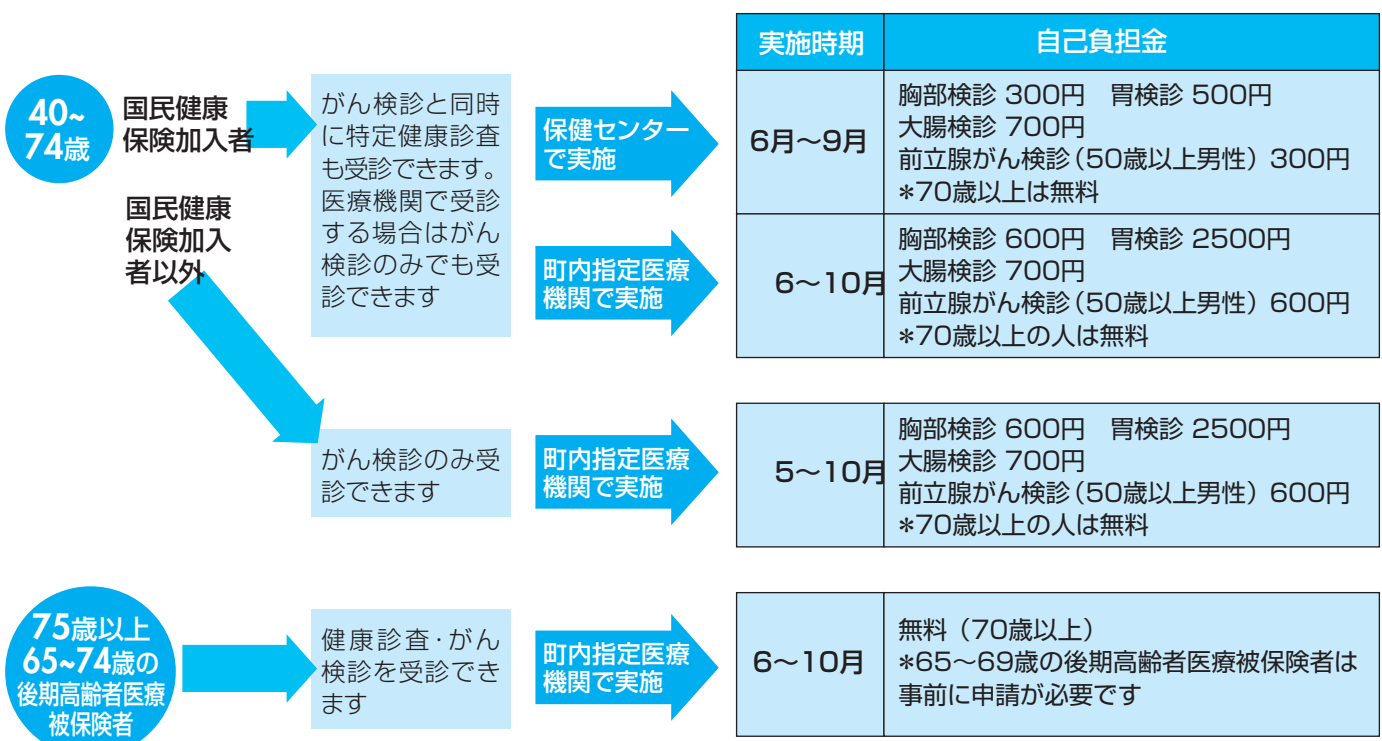 実施時期
自己負担金
40~
74歳
国民健康
保険加入者
がん検診と同時
に特定健康診査
も受診できます。
医療機関で受診
する場合はがん
検診のみでも受
診できます
保健センター
で実施
6月〜9月
胸部検診 300円　胃検診 500円
大腸検診 700円
前立腺がん検診（50歳以上男性）300円
*70歳以上は無料
町内指定医療
機関で実施
6〜10月
胸部検診 600円　胃検診 2500円
大腸検診 700円
前立腺がん検診（50歳以上男性）600円
*70歳以上の人は無料
国民健康
保険加入
者以外
がん検診のみ受
診できます
町内指定医療
機関で実施
5〜10月
胸部検診 600円　胃検診 2500円
大腸検診 700円
前立腺がん検診（50歳以上男性）600円
*70歳以上の人は無料
75歳以上
65~74歳の
後期高齢者医療
被保険者
健康診査・がん
検診を受診でき
ます
町内指定医療
機関で実施
6〜10月
無料（70歳以上）
*65〜69歳の後期高齢者医療被保険者は
事前に申請が必要です